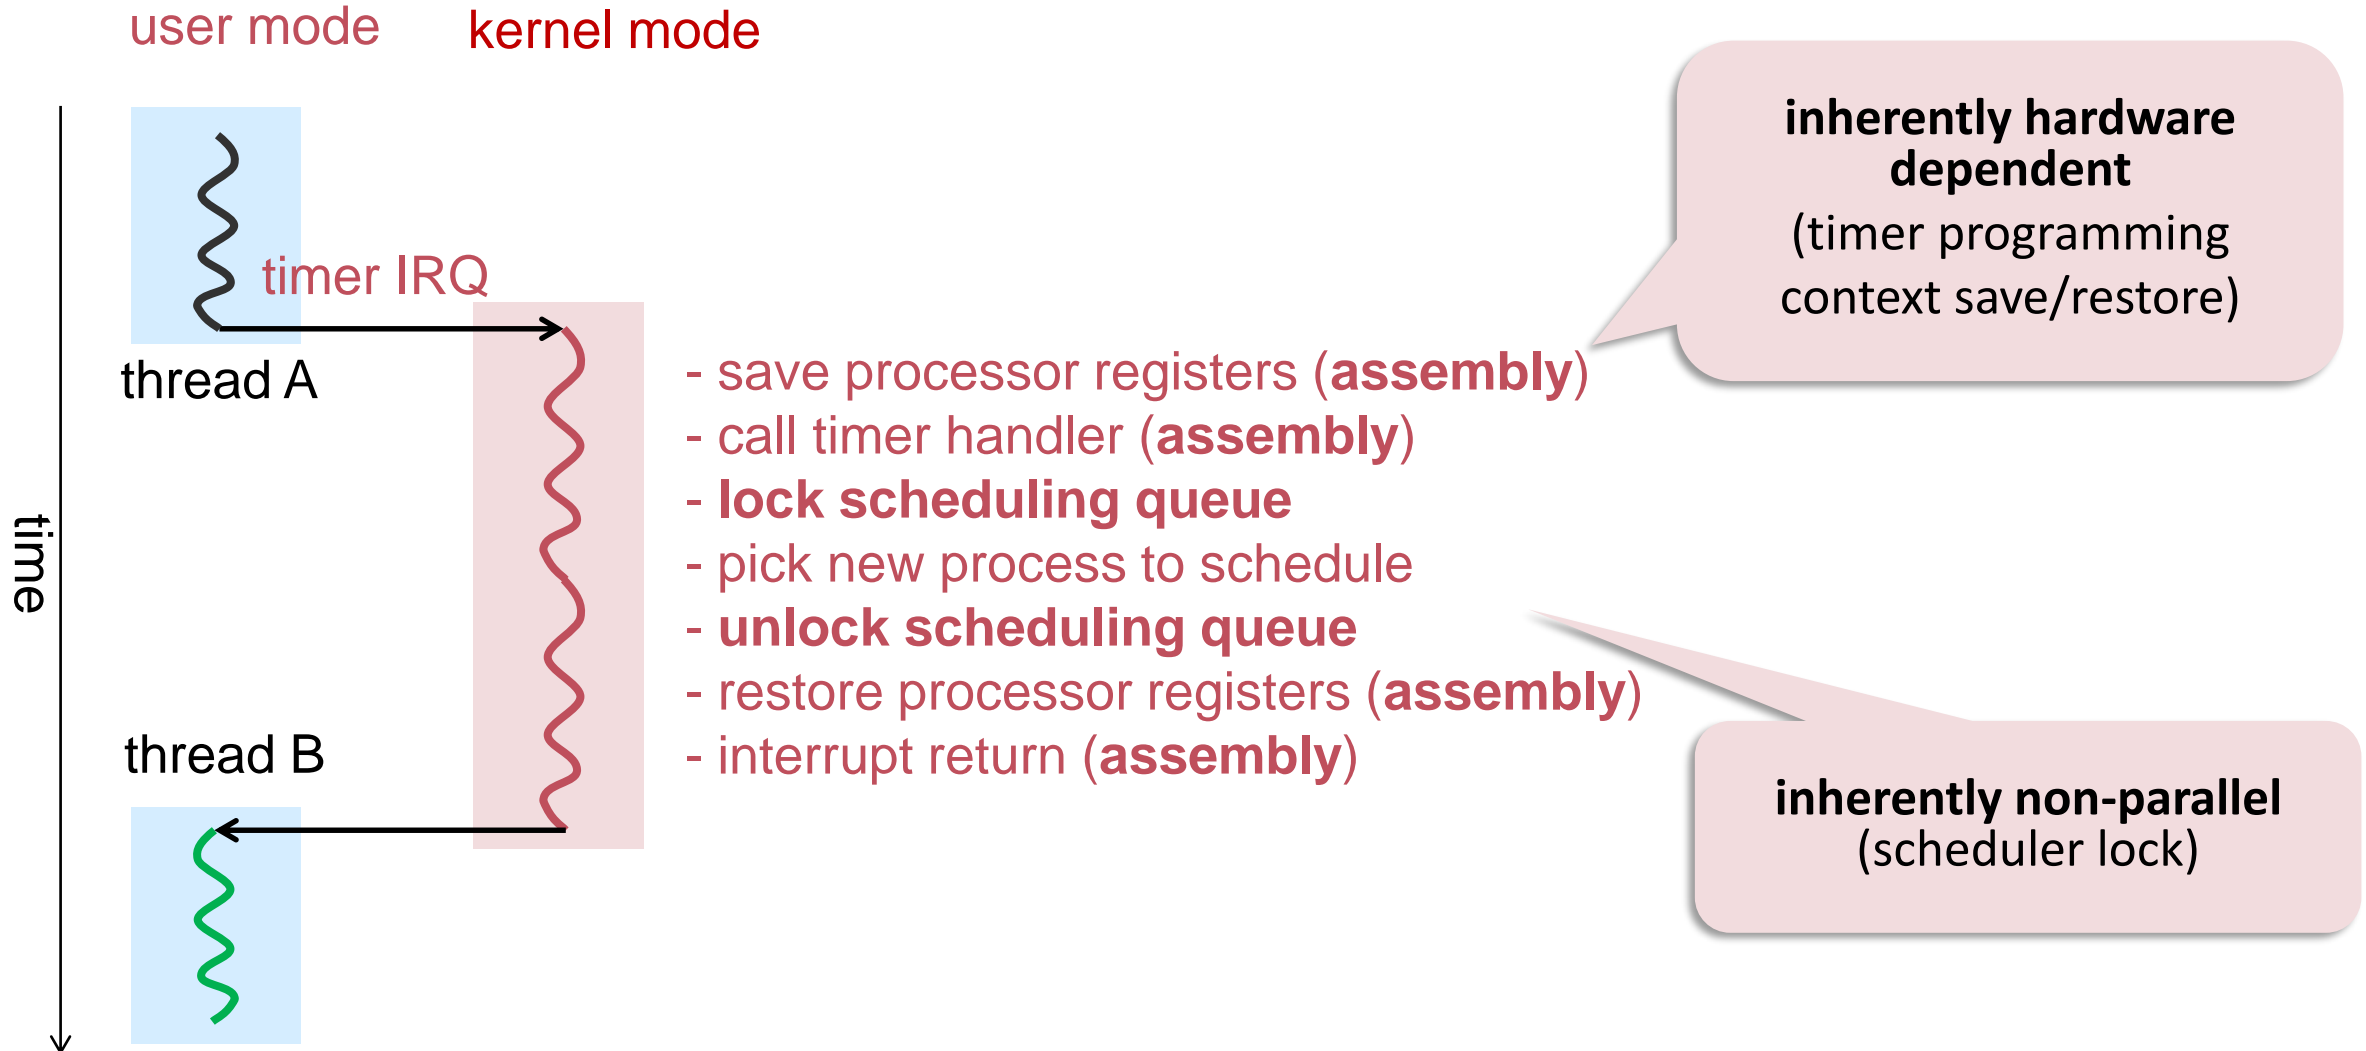 user mode
kernel mode
timer IRQ
thread A
time
- save processor registers (assembly)
- call timer handler (assembly)
- lock scheduling queue
- pick new process to schedule
- unlock scheduling queue
- restore processor registers (assembly)
- interrupt return (assembly)
thread B
inherently hardware
dependent
(timer programming
context save/restore)
inherently non-parallel
(scheduler lock)